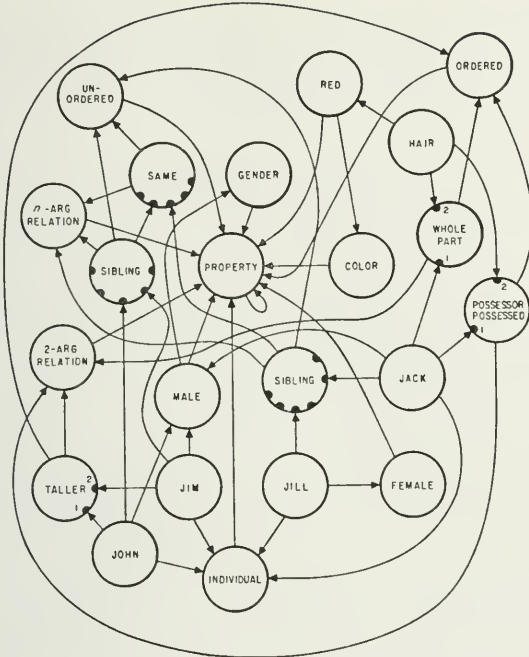 UN-
ORDERED
RED
ORDERED
SAME
GENDER
HAIR
n-ARG
RELATION
2
WHOLE
PART
1
SIBLING
PROPERTY
COLOR
2
POSSESSOR
POSSESSED
1
2-ARG
RELATION
MALE
SIBLING
JACK
TALLER
2
1
JIM
JILL
FEMALE
JOHN
INDIVIDUAL